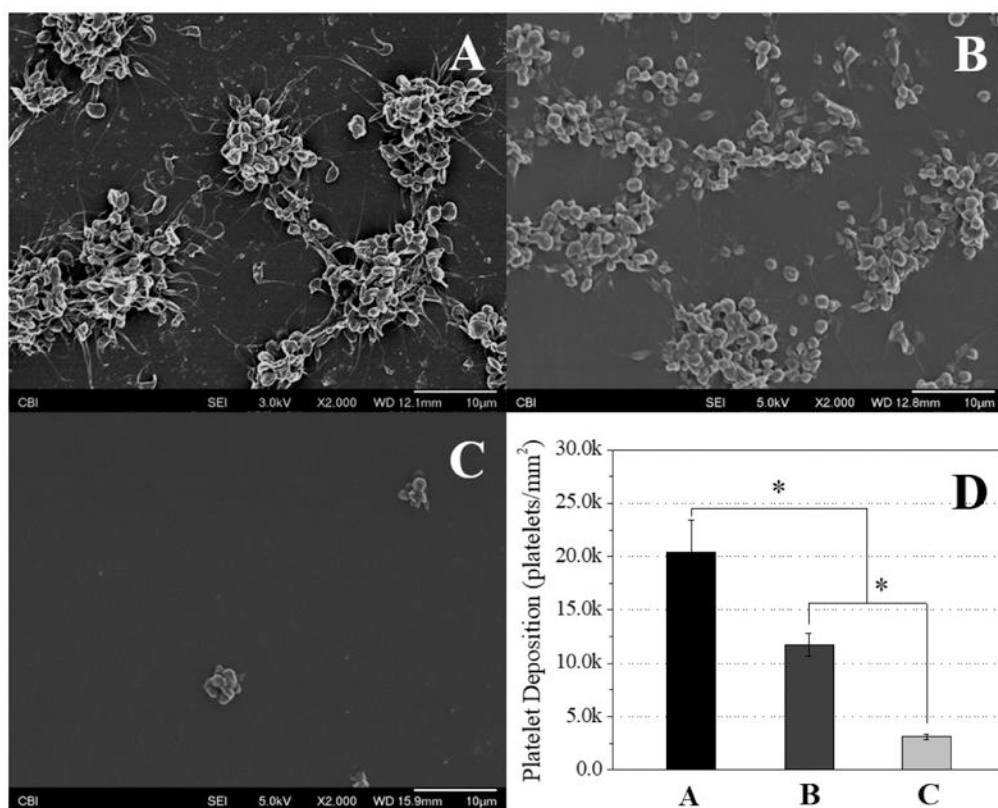 A
CBI SEI 3.0kV X2.000 WD 12.1mm 10µm
B
CBI SEI 5.0kV X2.000 WD 12.8mm 10µm
C
CBI SEI 5.0kV X2.000 WD 15.9mm 10µm
D
Platelet Deposition (platelets/mm²)
30.0k
25.0k
20.0k
15.0k
10.0k
5.0k
0.0
*
*
A B C